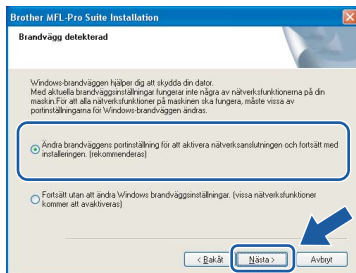 Brother MFL-Pro Suite Installation
Brandvägg detekterad
Windows-brandväggen hjälper dig att skydda din dator.
Med aktuella brandväggsinställningar fungerar inte några av nätverksfunktionerna på din
maskin.För att alla nätverksfunktioner på maskinen ska fungera, måste vissa av
portinställningarna för Windows-brandväggen ändras.
Ändra brandväggens portinställning för att aktivera nätverksanslutningen och fortsätt med
installeringen. (rekommenderas)
Fortsätt utan att ändra Windows brandväggsinställningar. (vissa nätverksfunktioner
kommer att avaktiveras)
< Bakåt Nästa > Avbryt